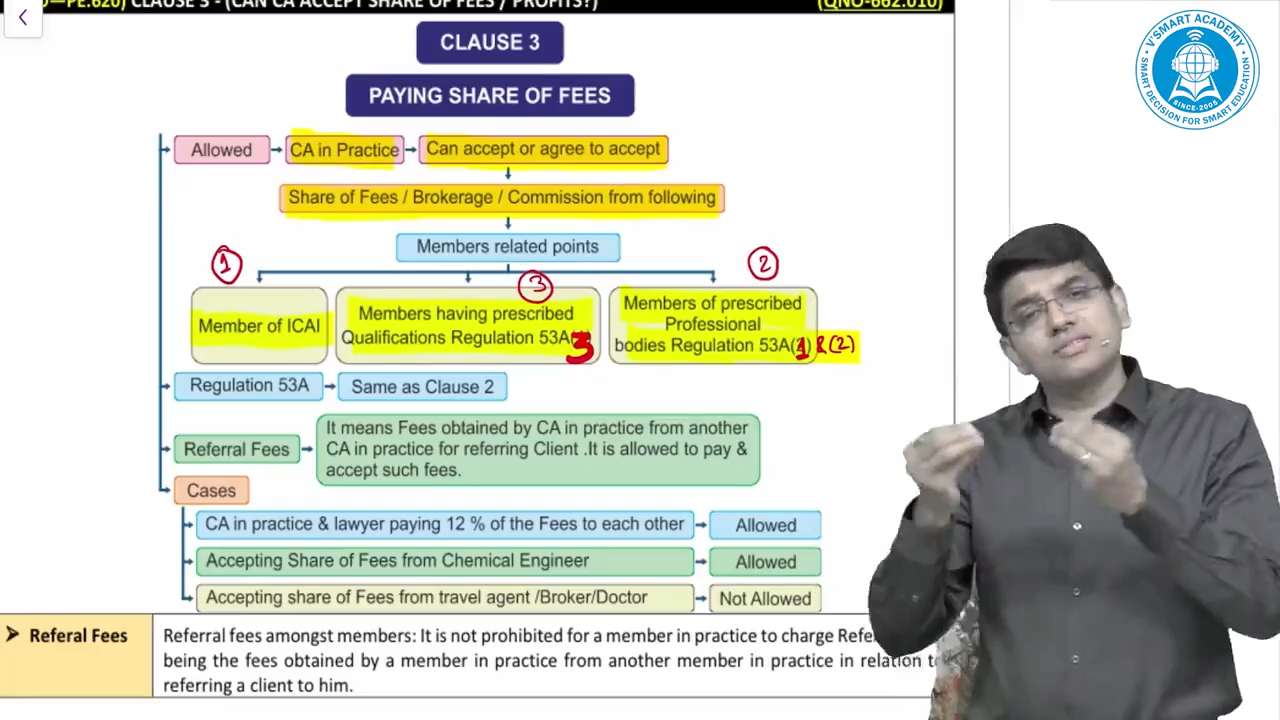 PE.620) CLAUSE 3 - (CAN CA ACCEPT SHARE OF FEES / PROFITS?) (QNO-662.010)
CLAUSE 3
PAYING SHARE OF FEES
Allowed
CA in Practice
Can accept or agree to accept
Share of Fees / Brokerage / Commission from following
Members related points
1
3
2
Member of ICAI
Members having prescribed
Qualifications Regulation 53A
3
Members of prescribed
Professional
bodies Regulation 53A(1) & (2)
Regulation 53A
Same as Clause 2
Referral Fees
It means Fees obtained by CA in practice from another
CA in practice for referring Client .It is allowed to pay &
accept such fees.
Cases
CA in practice & lawyer paying 12 % of the Fees to each other
Allowed
Accepting Share of Fees from Chemical Engineer
Allowed
Accepting share of Fees from travel agent /Broker/Doctor
Not Allowed
Referal Fees
Referral fees amongst members: It is not prohibited for a member in practice to charge
being the fees obtained by a member in practice from another member in practice in relation
referring a client to him.
V'SMART ACADEMY
SINCE-2005
SMART DECISION FOR SMART EDUCATION